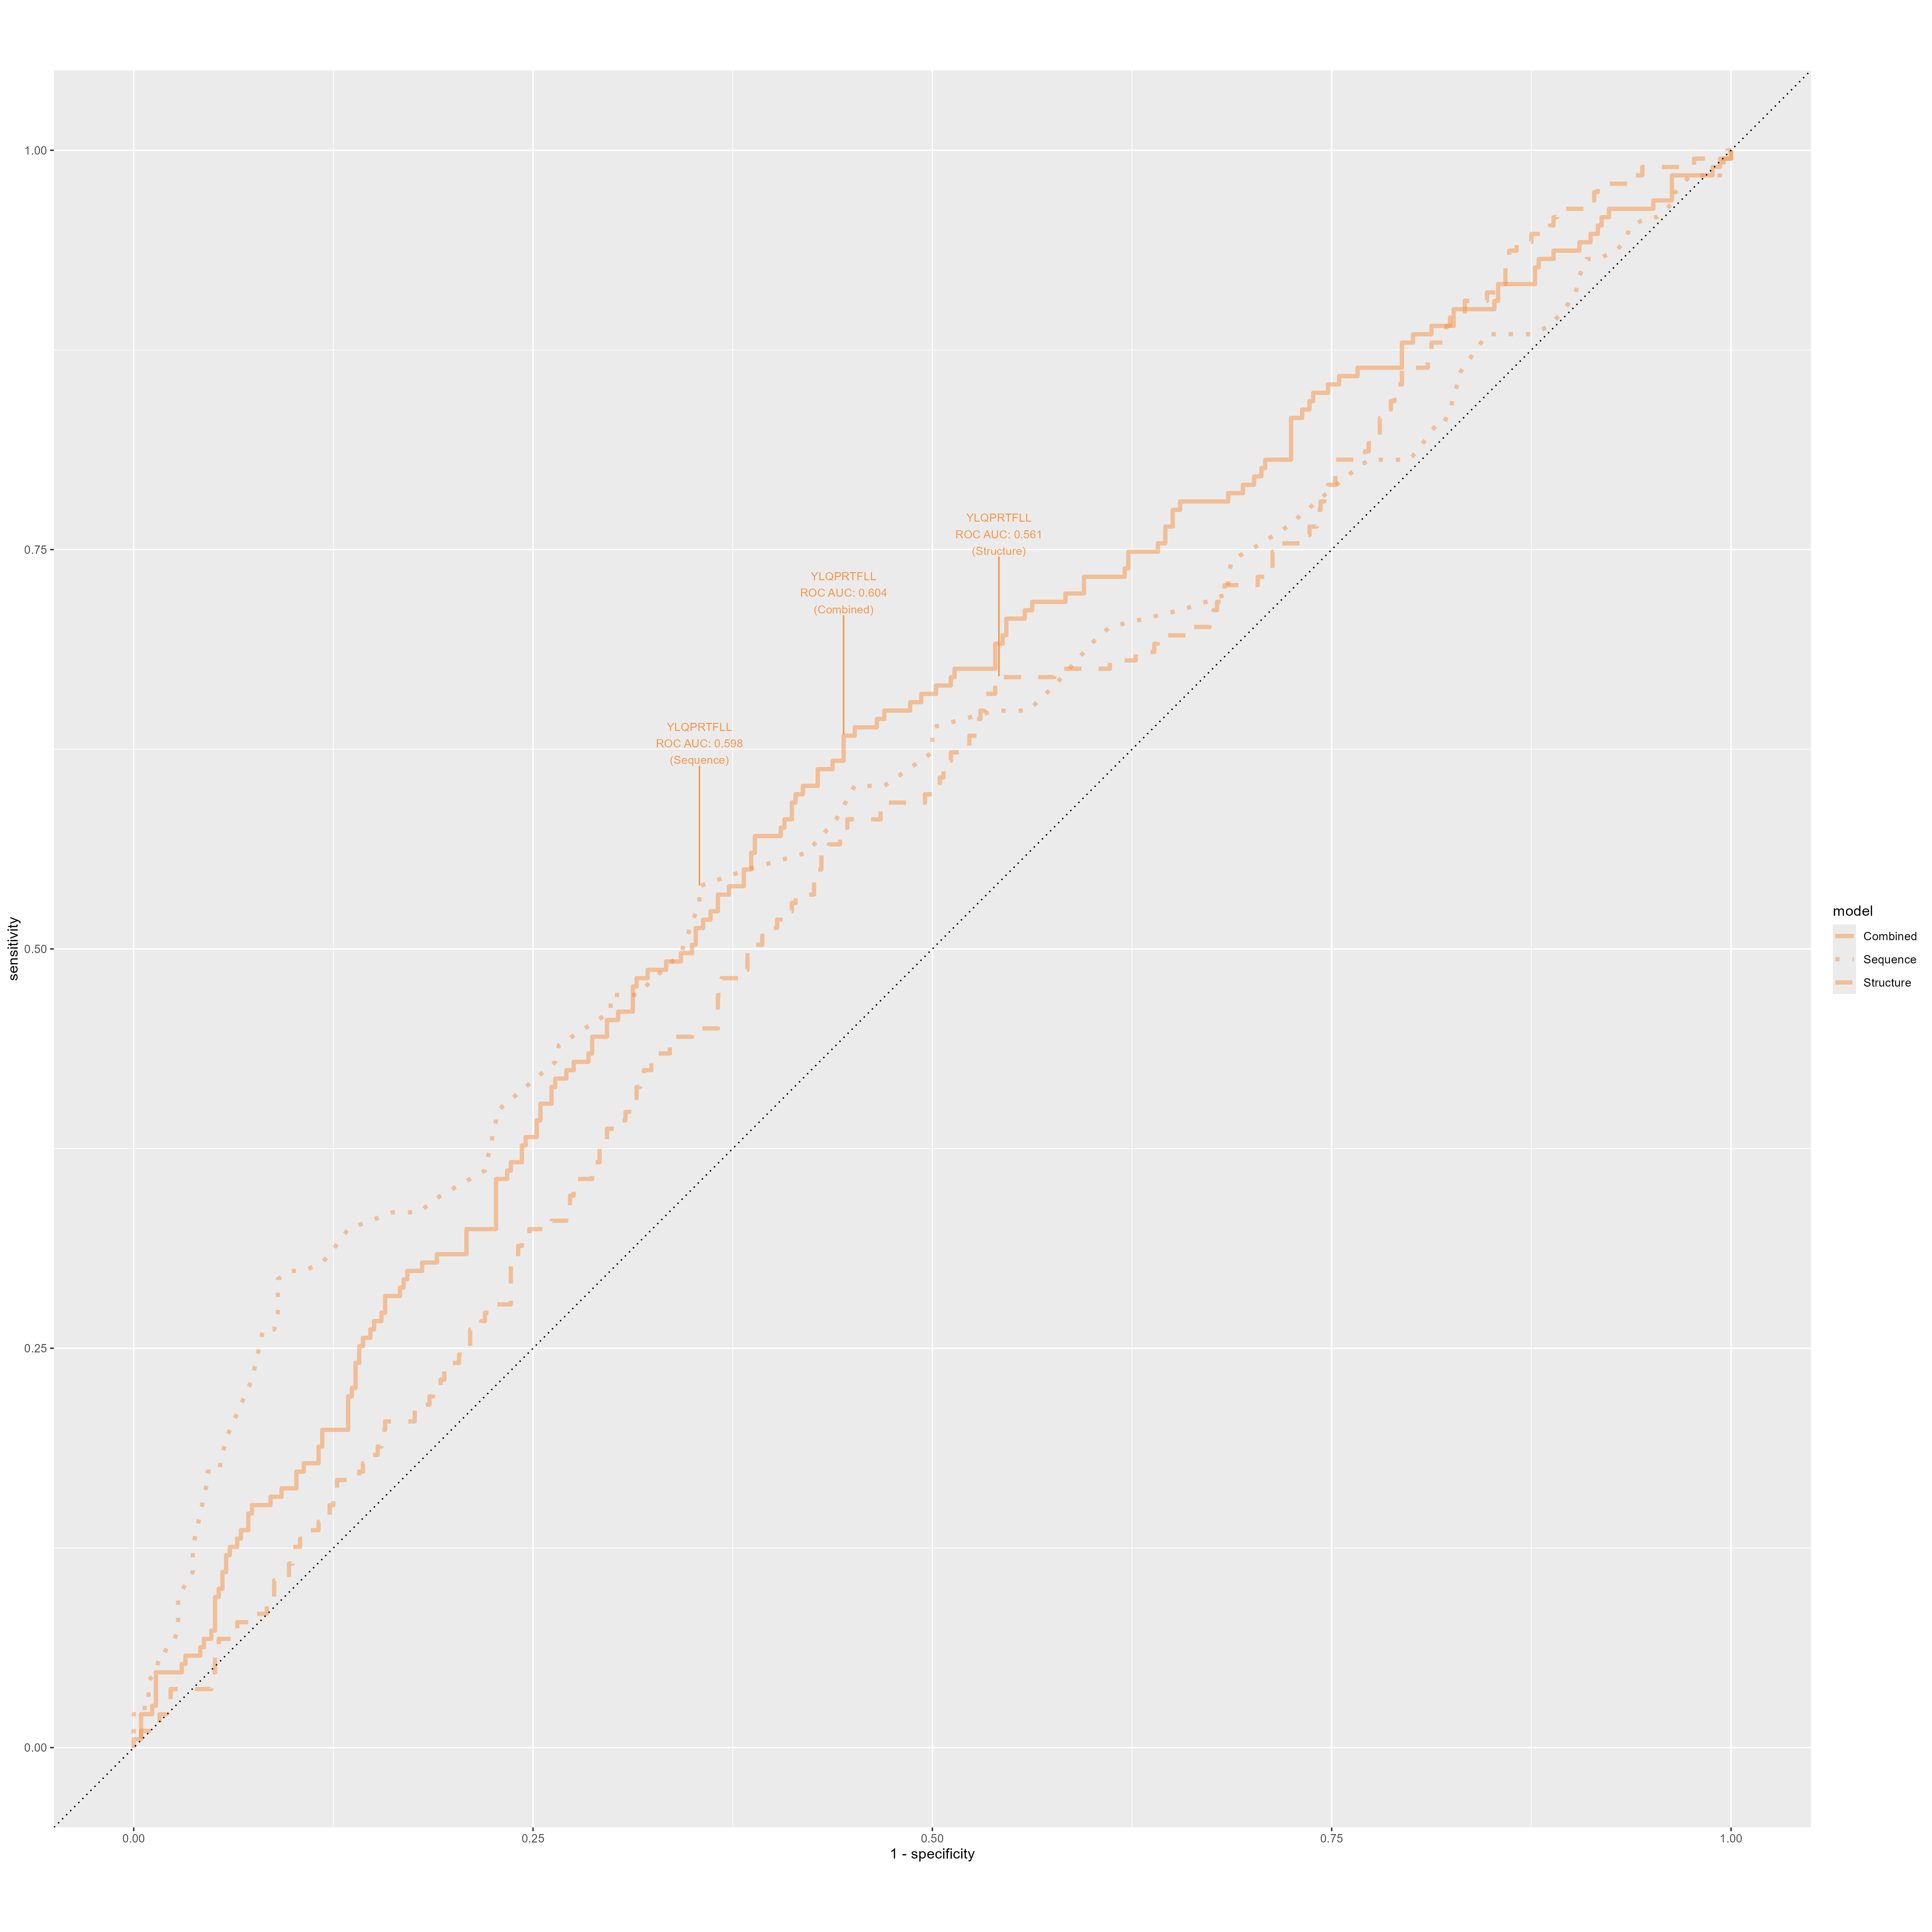 1.00
0.75
0.50
0.25
0.00
sensitivity
YLQPRTFLL
ROC AUC: 0.561
(Structure)
YLQPRTFLL
ROC AUC: 0.604
(Combined)
YLQPRTFLL
ROC AUC: 0.598
(Sequence)
0.00
0.25
0.50
0.75
1.00
1 - specificity
model
Combined
Sequence
Structure